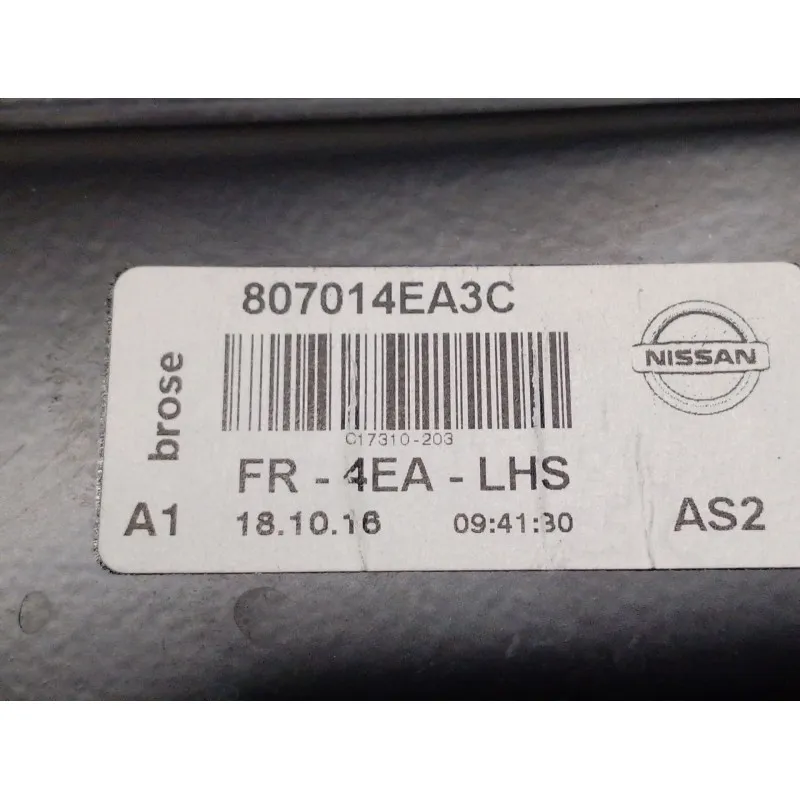 807014EA3C
brose
NISSAN
C17310-203
FR - 4EA - LHS
A1 18.10.16 09:41:30 AS2